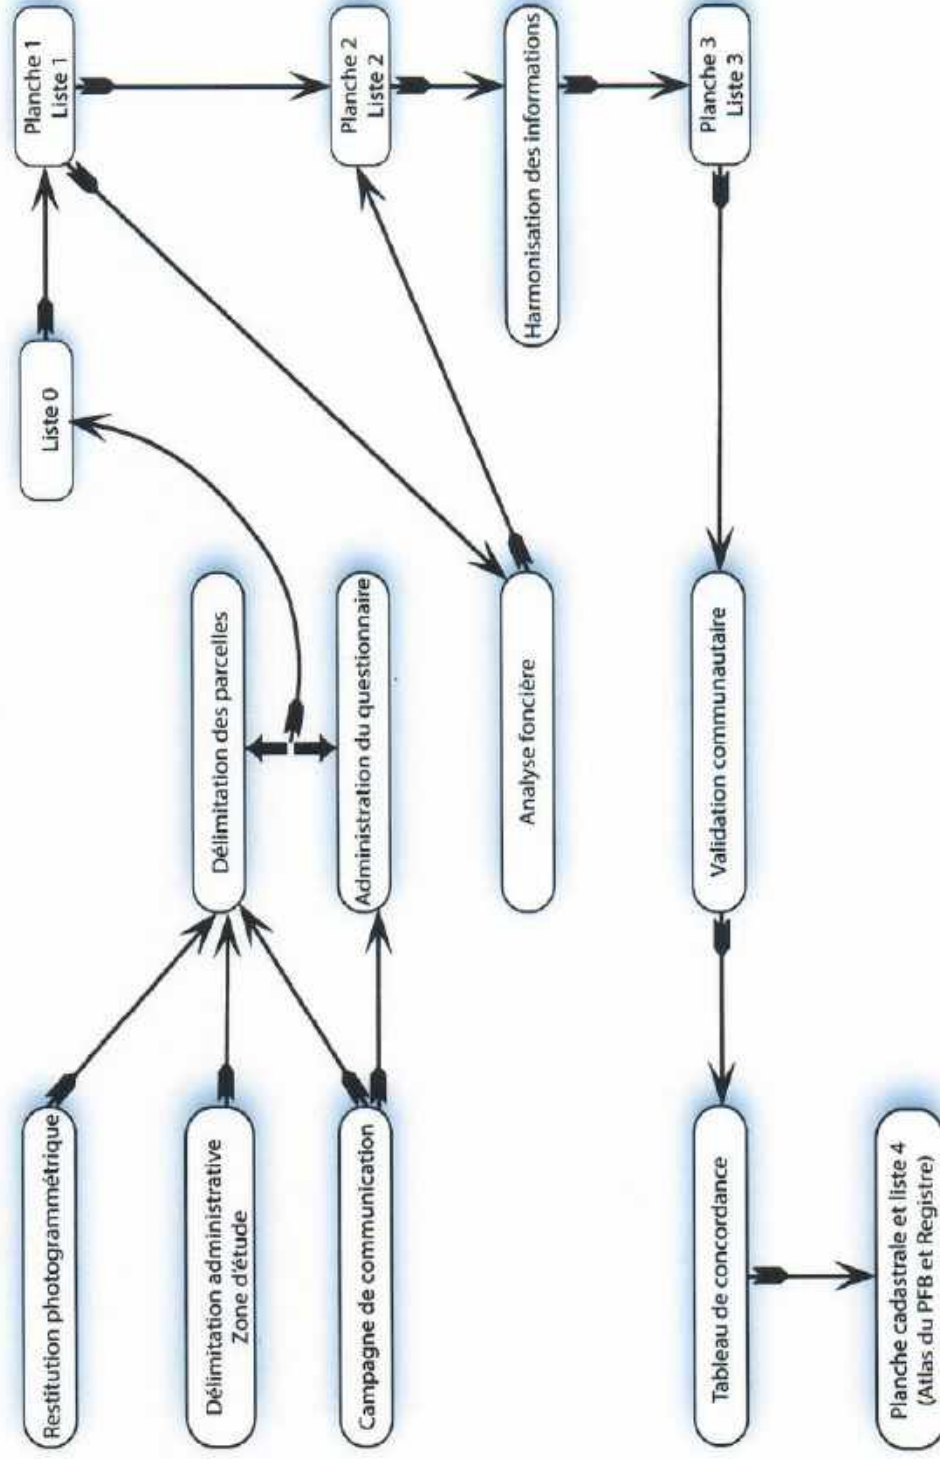 Restitution photogrammétrique
Délimitation administrative
Zone d'étude
Campagne de communication
Délimitation des parcelles
Administration du questionnaire
Liste 0
Planche 1
Liste 1
Analyse foncière
Planche 2
Liste 2
Harmonisation des informations
Planche 3
Liste 3
Validation communautaire
Tableau de concordance
Planche cadastrale et liste 4
(Atlas du PFB et Registre)